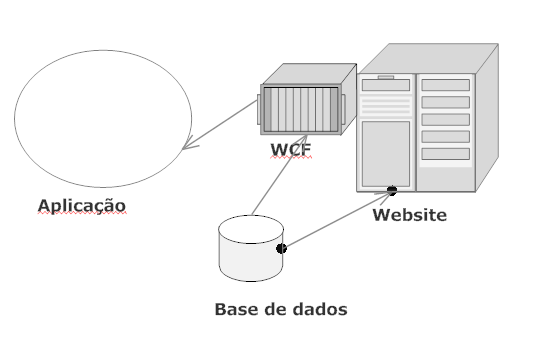 WCF
Aplicação
Website
Base de dados